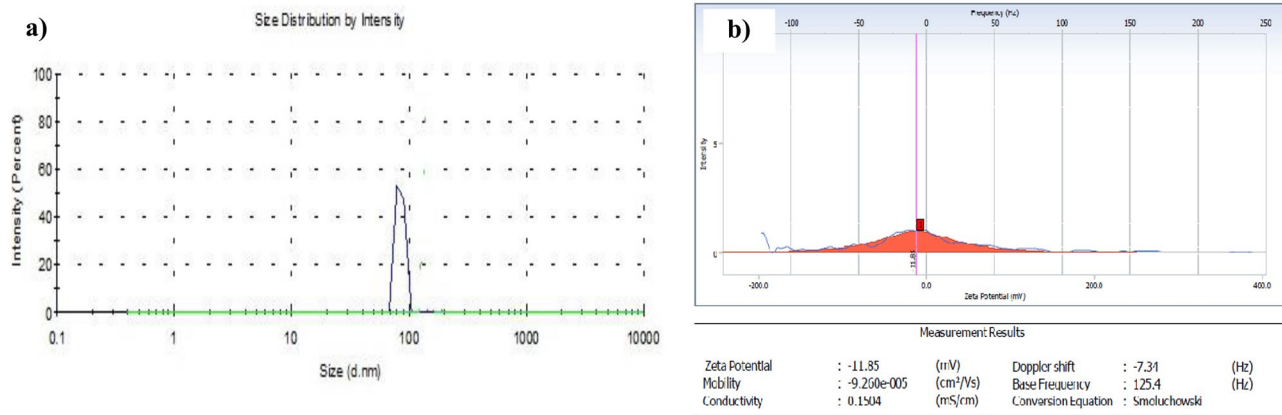 a)
Size Distribution by Intensity
Intensity (Percent)
100
80
60
40
20
0
0.1 1 10 100 1000 10000
Size (d.nm)
b)
Frequency (Hz)
-100 -50 0 50 100 150 200 250
Intensity
5
0
-11.85
-200.0 0.0 200.0 400.0
Zeta Potential (mV)
Measurement Results
Zeta Potential : -11.85 (mV) Doppler shift : -7.34 (Hz)
Mobility : -9.260e-005 (cm²/Vs) Base Frequency : 125.4 (Hz)
Conductivity : 0.1504 (mS/cm) Conversion Equation : Smoluchowski